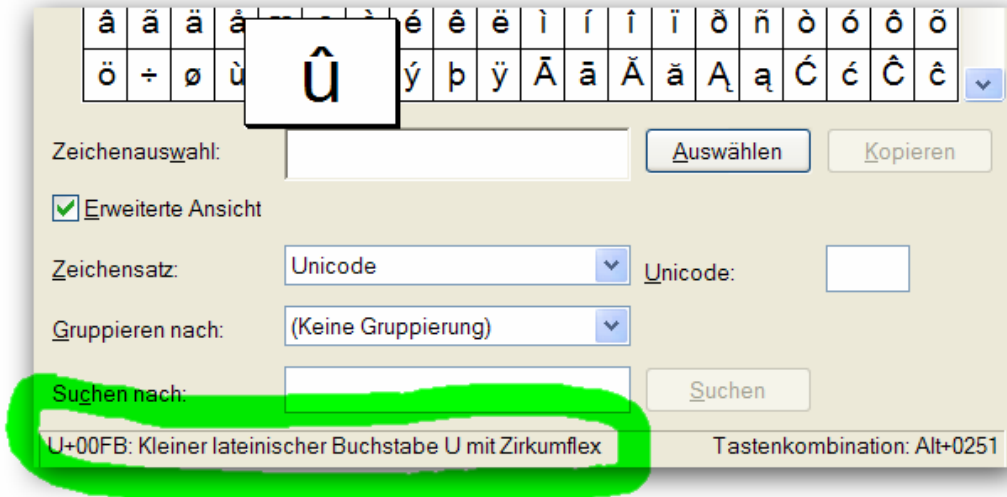 â ã ä é ê ë ì í î ï ð ñ ò ó ô õ
ö ÷ ø ù û ý þ ÿ Ā ā Ă ă Ą ą Ć ć Ĉ ĉ
Zeichenauswahl: Auswählen Kopieren
Erweiterte Ansicht
Zeichensatz: Unicode Unicode:
Gruppieren nach: (Keine Gruppierung)
Suchen nach: Suchen
U+00FB: Kleiner lateinischer Buchstabe U mit Zirkumflex Tastenkombination: Alt+0251